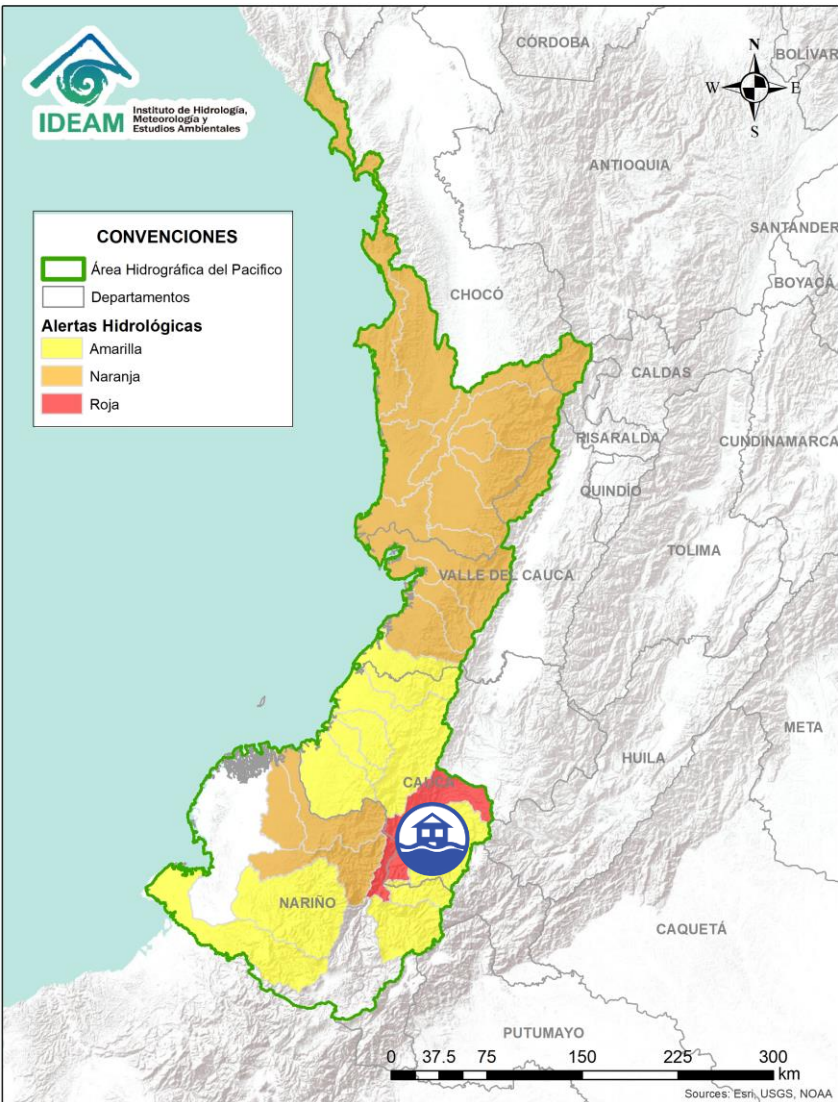 IDEAM
Instituto de Hidrología,
Meteorología y
Estudios Ambientales
CÓRDOBA
BOLÍVAR
N
W
E
S
ANTIOQUIA
SANTANDER
BOYACÁ
CONVENCIONES
Área Hidrográfica del Pacifico
Departamentos
Alertas Hidrológicas
Amarilla
Naranja
Roja
CHOCÓ
CALDAS
RISARALDA
CUNDINAMARCA
QUINDÍO
TOLIMA
VALLE DEL CAUCA
META
HUILA
CAUCA
NARIÑO
CAQUETÁ
PUTUMAYO
0 37.5 75 150 225 300
km
Sources: Esri, USGS, NOAA